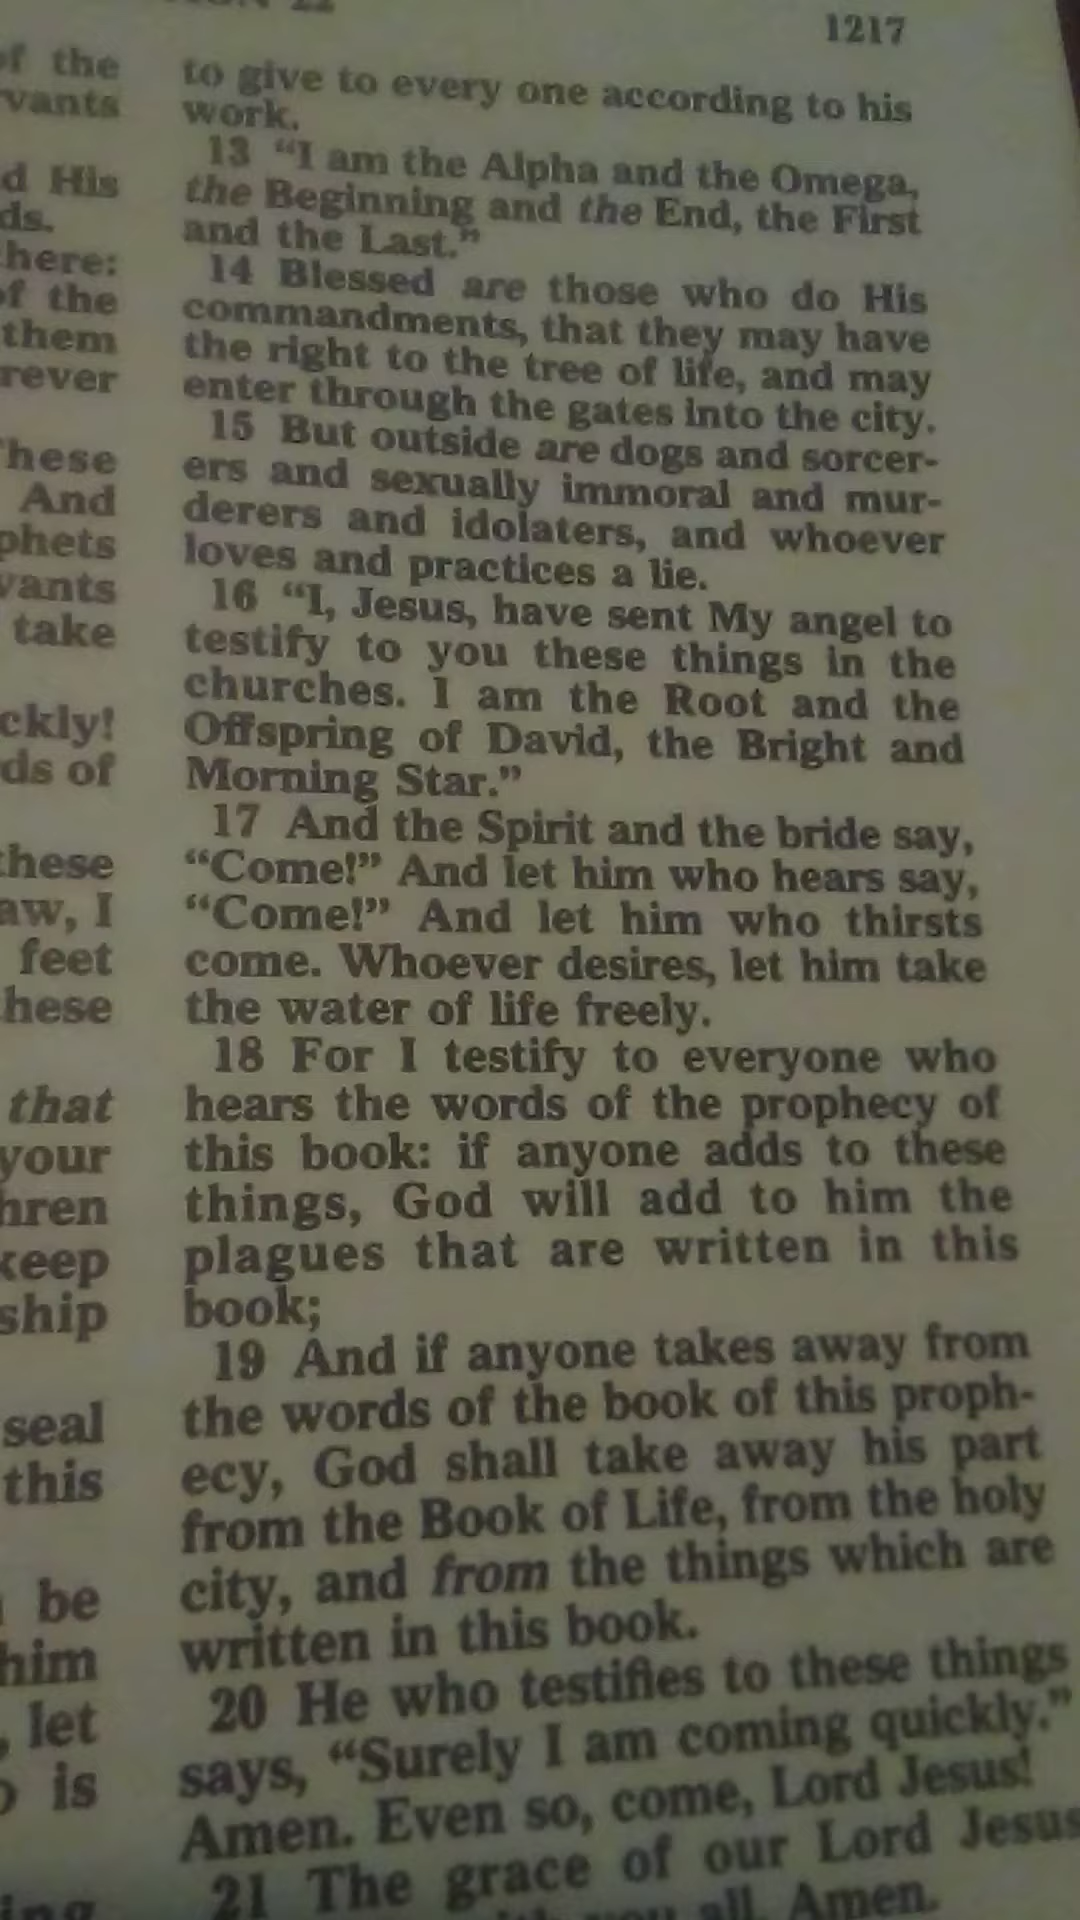 22
1217
of the
vants
d His
ds.
here:
of the
them
rever
hese
And
phets
vants
take
ckly!
ds of
these
aw, I
feet
hese
that
your
hren
keep
ship
seal
this
be
him
, let
is
ing
to give to every one according to his
work.
13 “I am the Alpha and the Omega,
the Beginning and the End, the First
and the Last.”
14 Blessed are those who do His
commandments, that they may have
the right to the tree of life, and may
enter through the gates into the city.
15 But outside are dogs and sorcer-
ers and sexually immoral and mur-
derers and idolaters, and whoever
loves and practices a lie.
16 “I, Jesus, have sent My angel to
testify to you these things in the
churches. I am the Root and the
Offspring of David, the Bright and
Morning Star.”
17 And the Spirit and the bride say,
“Come!” And let him who hears say,
“Come!” And let him who thirsts
come. Whoever desires, let him take
the water of life freely.
18 For I testify to everyone who
hears the words of the prophecy of
this book: if anyone adds to these
things, God will add to him the
plagues that are written in this
book;
19 And if anyone takes away from
the words of the book of this proph-
ecy, God shall take away his part
from the Book of Life, from the holy
city, and from the things which are
written in this book.
20 He who testifies to these things
says, “Surely I am coming quickly.”
Amen. Even so, come, Lord Jesus!
21 The grace of our Lord Jesus
you all. Amen.